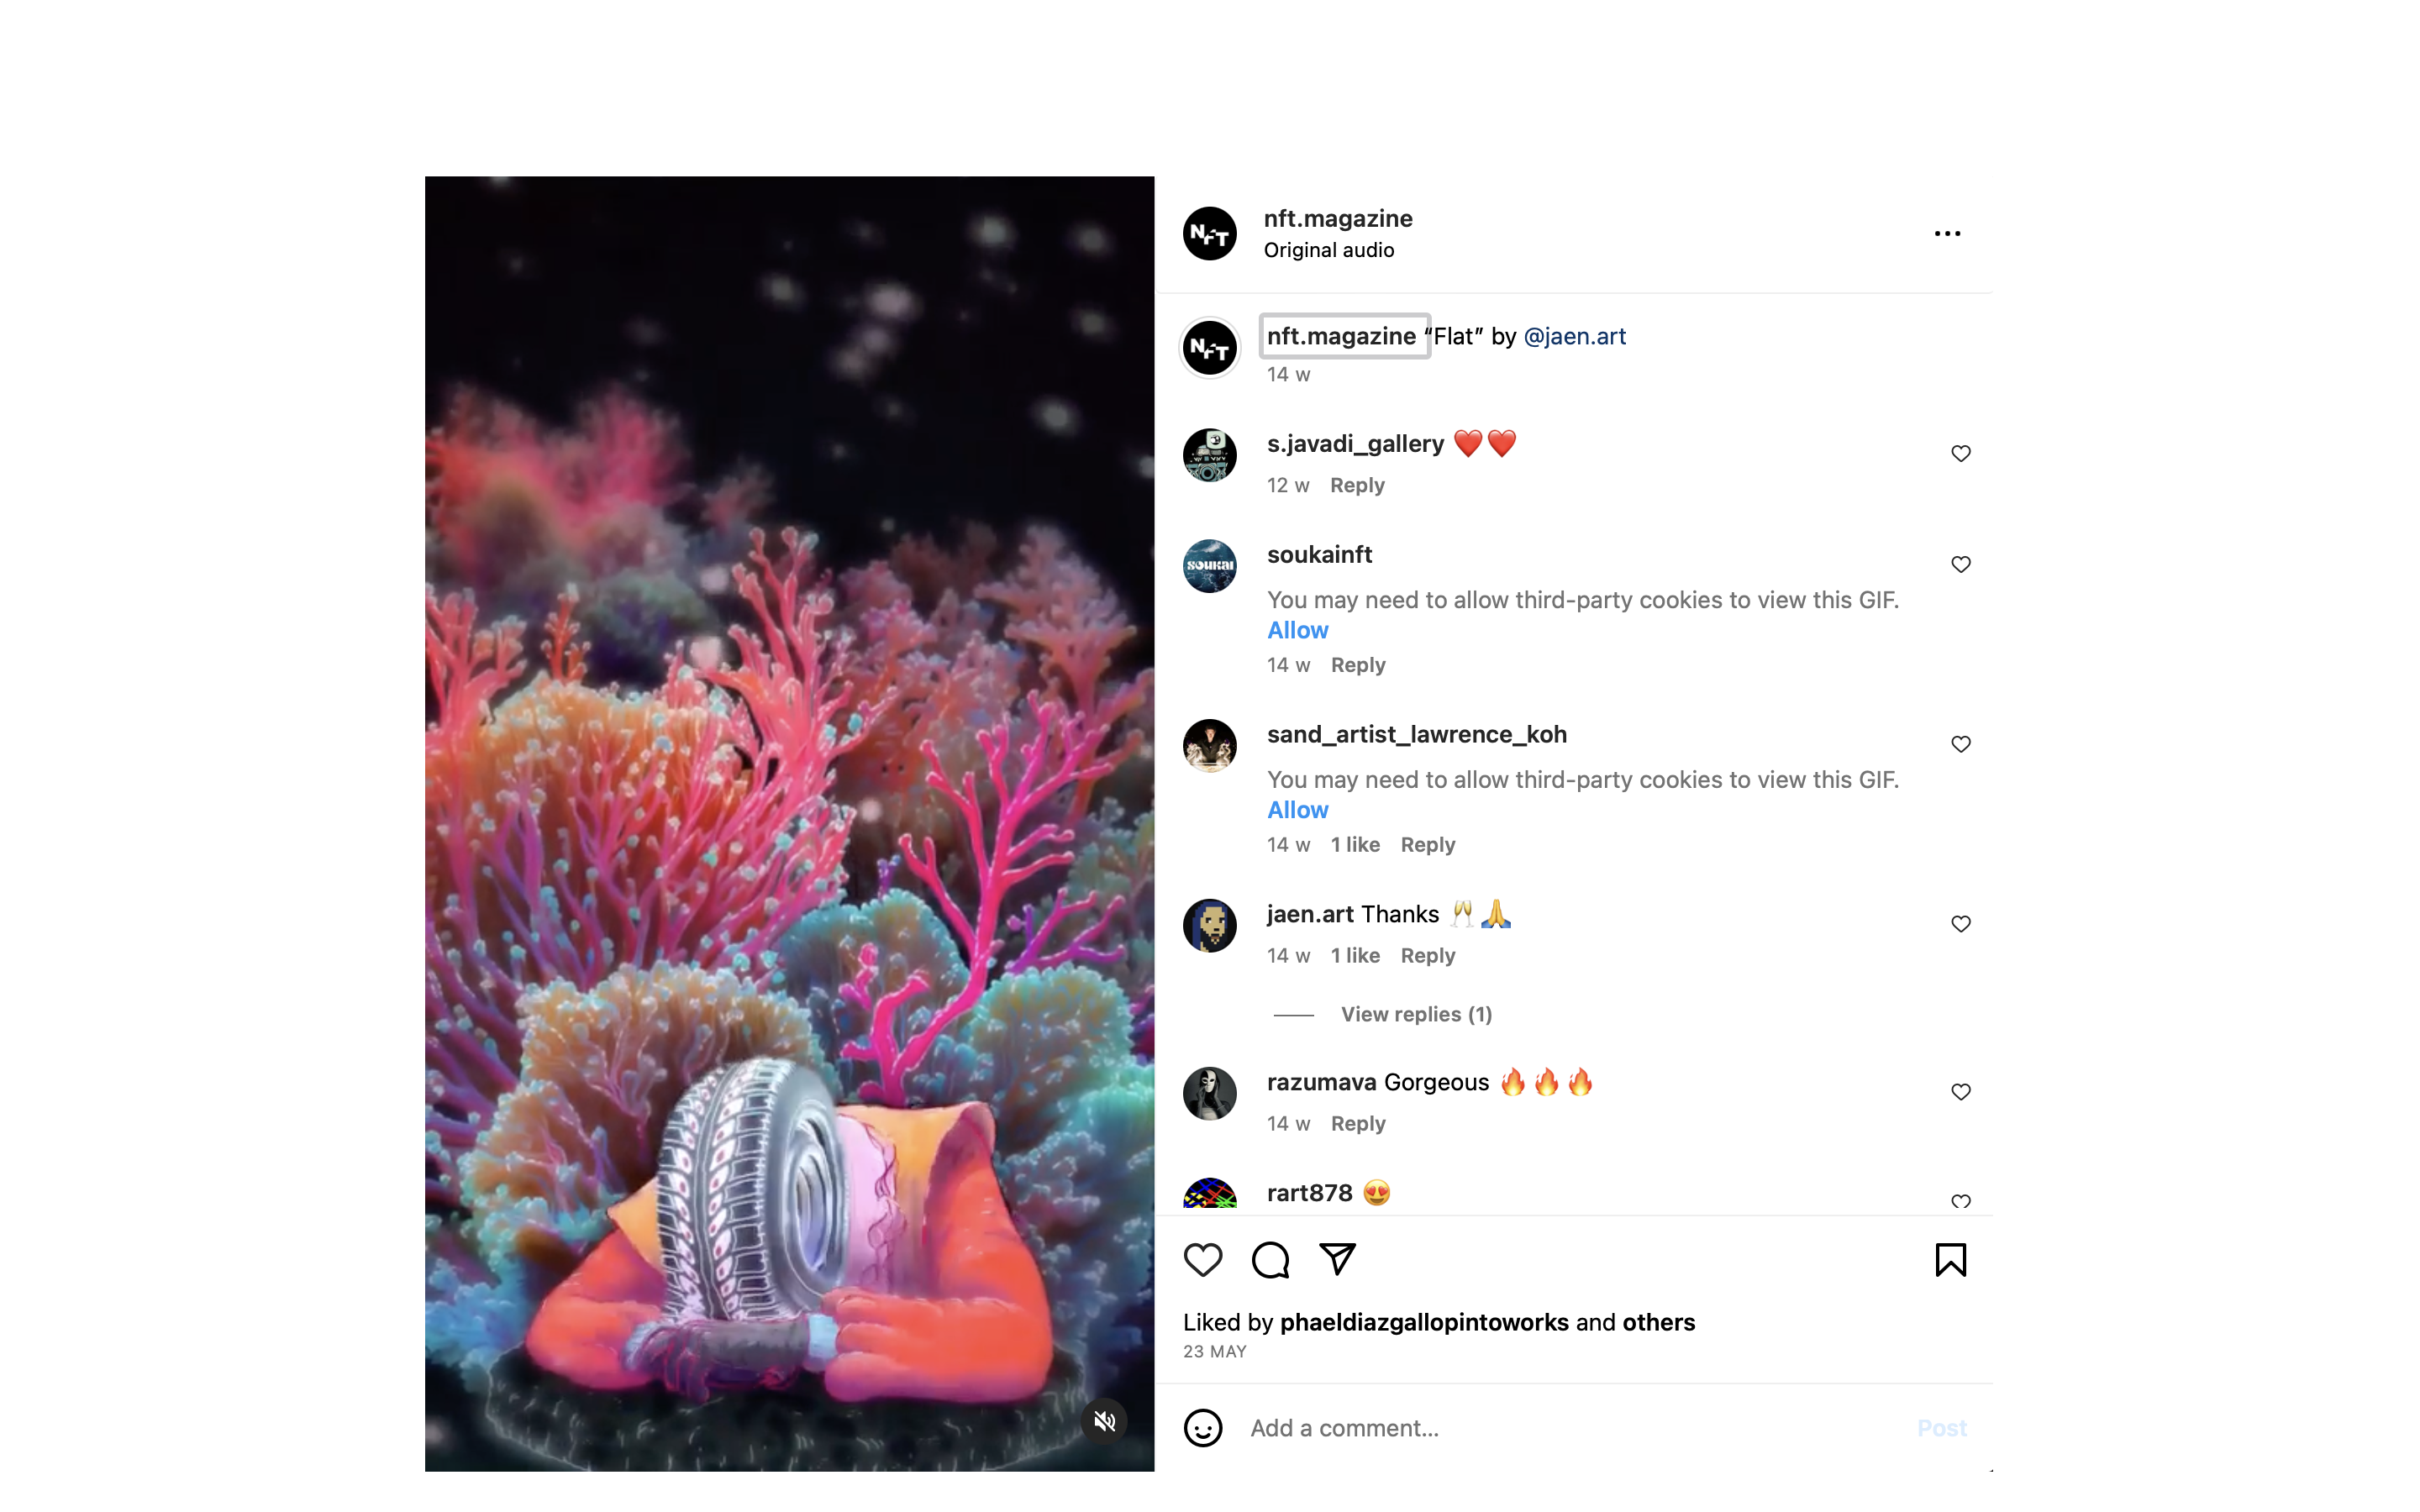 NFT
nft.magazine
Original audio
NFT
nft.magazine “Flat” by @jaen.art
14 w
s.javadi_gallery ❤️❤️
12 w Reply
SOUKAI
soukainft
You may need to allow third-party cookies to view this GIF.
Allow
14 w Reply
sand_artist_lawrence_koh
You may need to allow third-party cookies to view this GIF.
Allow
14 w 1 like Reply
jaen.art Thanks 🥂🙏
14 w 1 like Reply
View replies (1)
razumava Gorgeous 🔥🔥🔥
14 w Reply
rart878 😍
Liked by phaeldiazgallopintoworks and others
23 MAY
Add a comment...
Post